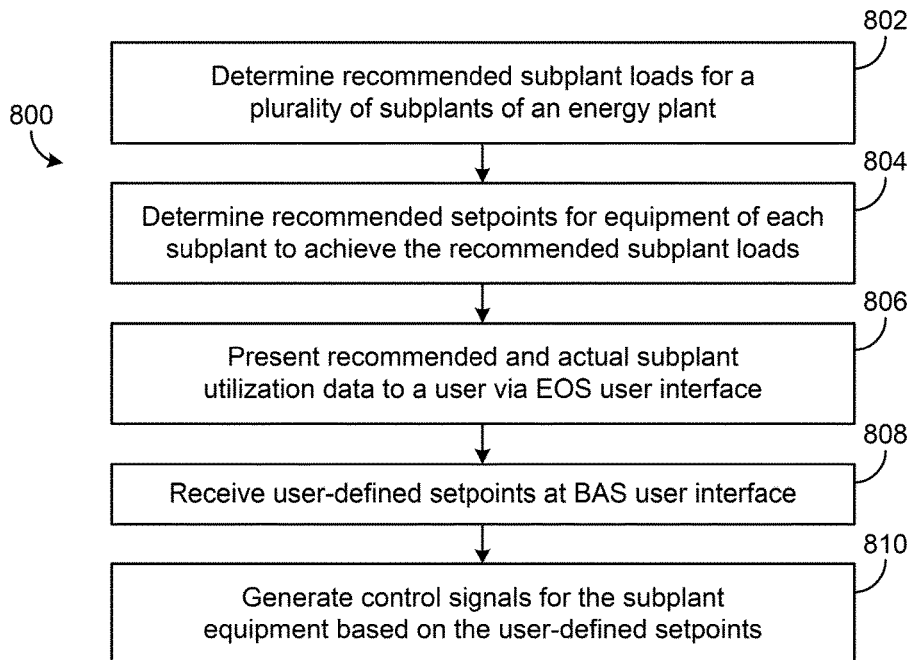 802
Determine recommended subplant loads for a
plurality of subplants of an energy plant
800
804
Determine recommended setpoints for equipment of each
subplant to achieve the recommended subplant loads
806
Present recommended and actual subplant
utilization data to a user via EOS user interface
808
Receive user-defined setpoints at BAS user interface
810
Generate control signals for the subplant
equipment based on the user-defined setpoints